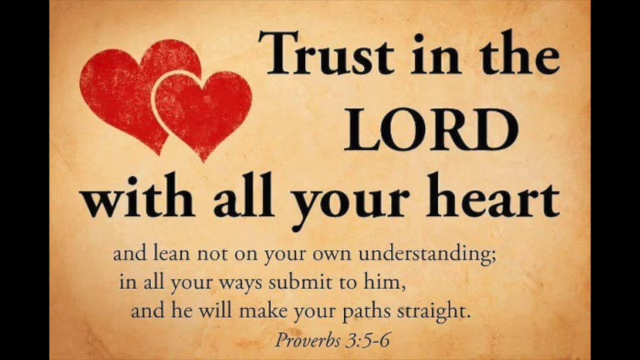 Trust in the
LORD
with all your heart
and lean not on your own understanding;
in all your ways submit to him,
and he will make your paths straight.
Proverbs 3:5-6